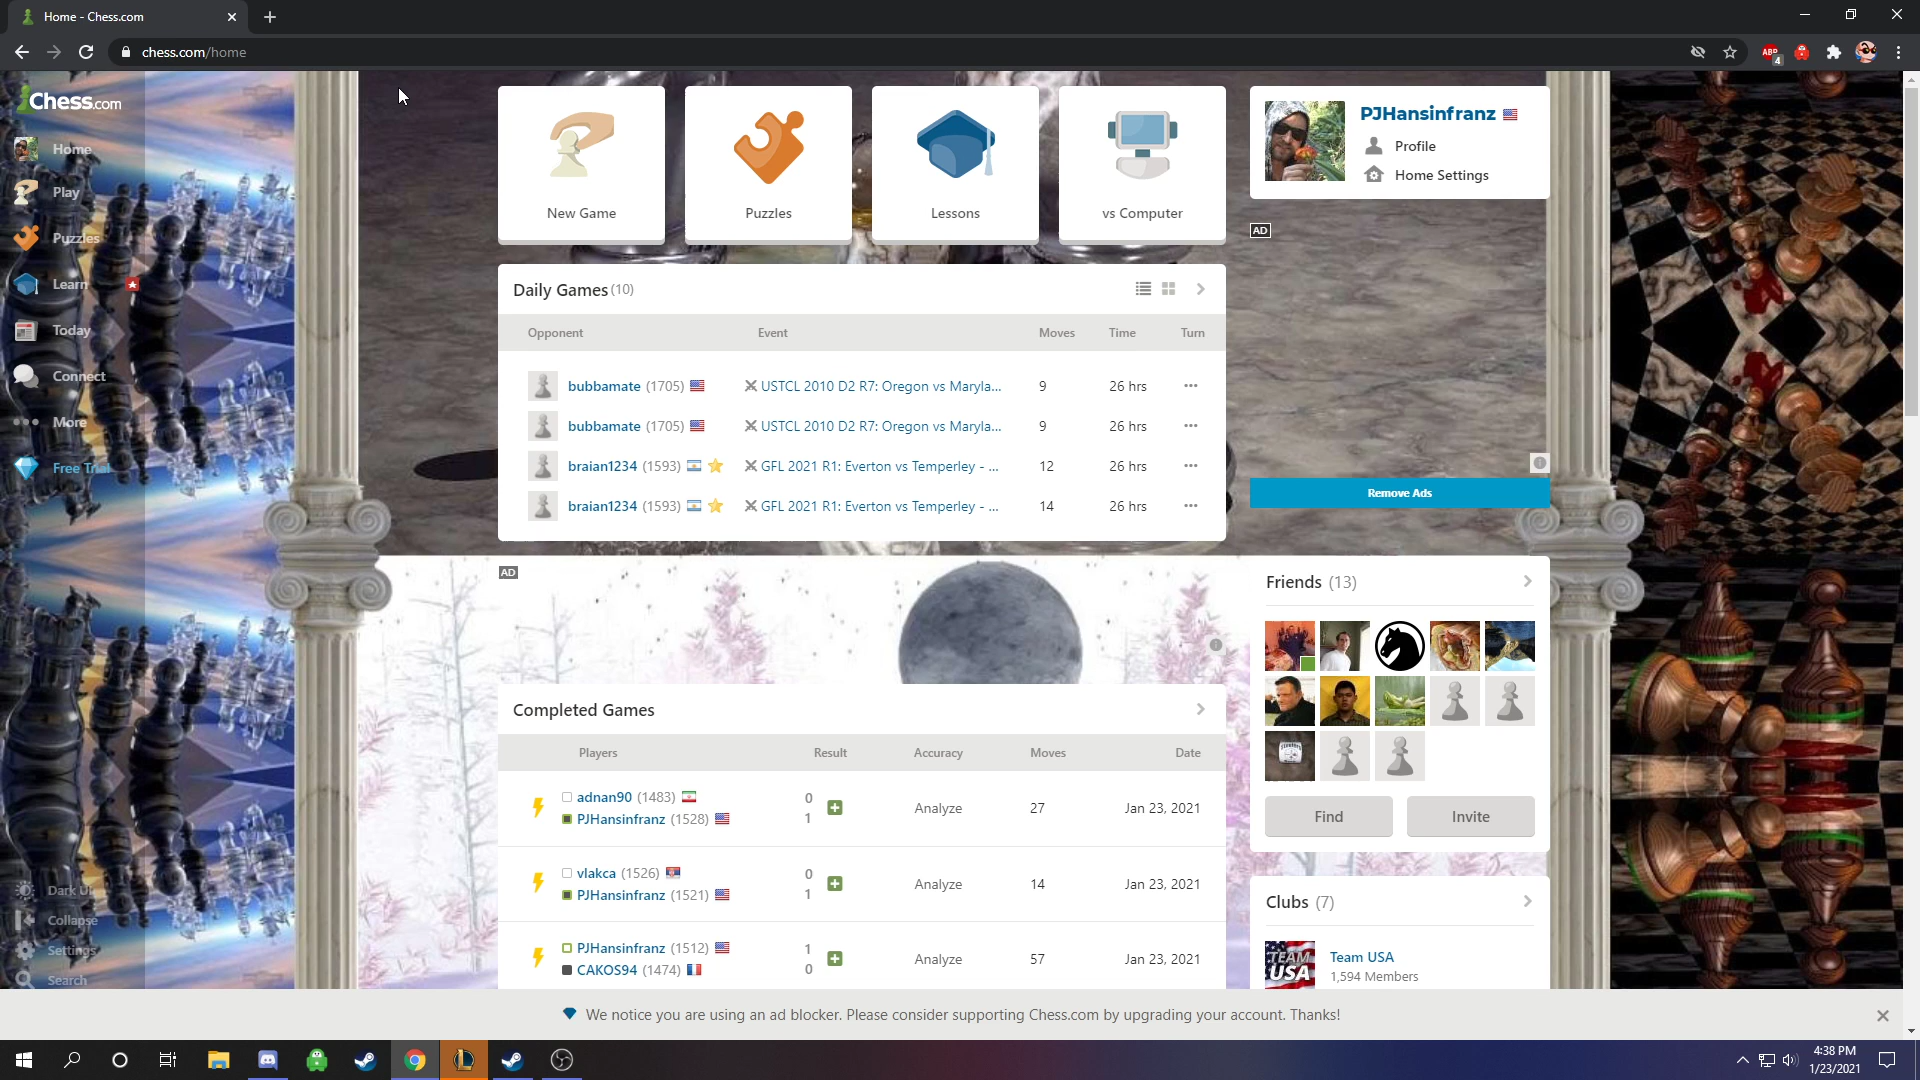 Home - Chess.com
chess.com/home
ABP
4
Chess.com
Home
Play
Puzzles
Learn
Today
Connect
More
Free Trial
Dark UI
Collapse
Settings
Search
New Game
Puzzles
Lessons
vs Computer
PJHansinfranz
Profile
Home Settings
AD
Remove Ads
Daily Games (10)
Opponent Event Moves Time Turn
bubbamate (1705) USTCL 2010 D2 R7: Oregon vs Maryla... 9 26 hrs
bubbamate (1705) USTCL 2010 D2 R7: Oregon vs Maryla... 9 26 hrs
braian1234 (1593) GFL 2021 R1: Everton vs Temperley - ... 12 26 hrs
braian1234 (1593) GFL 2021 R1: Everton vs Temperley - ... 14 26 hrs
AD
Completed Games
Players Result Accuracy Moves Date
adnan90 (1483) 0
PJHansinfranz (1528) 1
Analyze 27 Jan 23, 2021
vlakca (1526) 0
PJHansinfranz (1521) 1
Analyze 14 Jan 23, 2021
PJHansinfranz (1512) 1
CAKOS94 (1474) 0
Analyze 57 Jan 23, 2021
Friends (13)
Find
Invite
Clubs (7)
TEAM
USA
Team USA
1,594 Members
We notice you are using an ad blocker. Please consider supporting Chess.com by upgrading your account. Thanks!
4:38 PM
1/23/2021